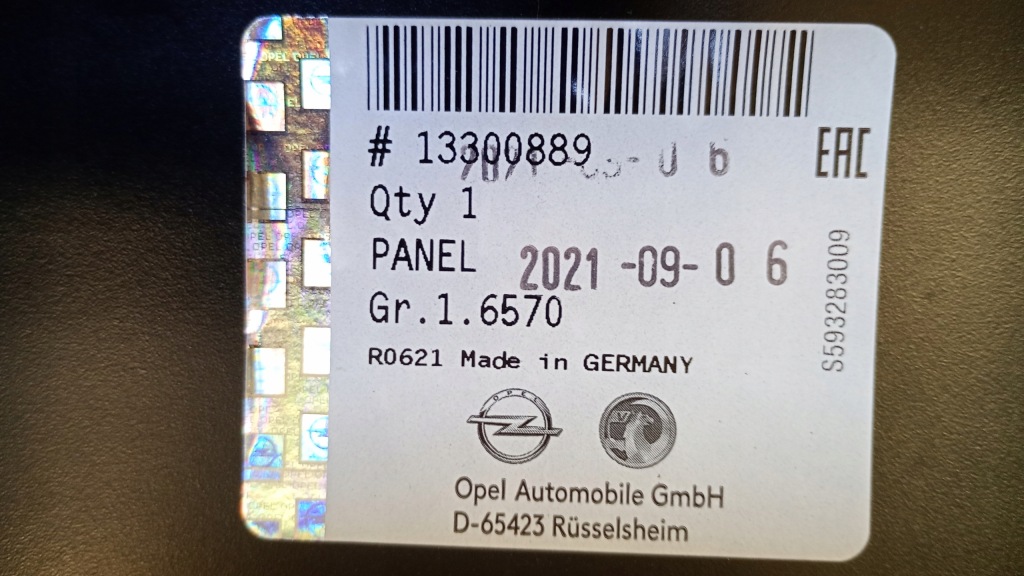 # 13300889
EAC
Qty 1
PANEL
2021 -09- 0 6
Gr.1.6570
S593283009
R0621 Made in GERMANY
OPEL
Opel Automobile GmbH
D-65423 Rüsselsheim